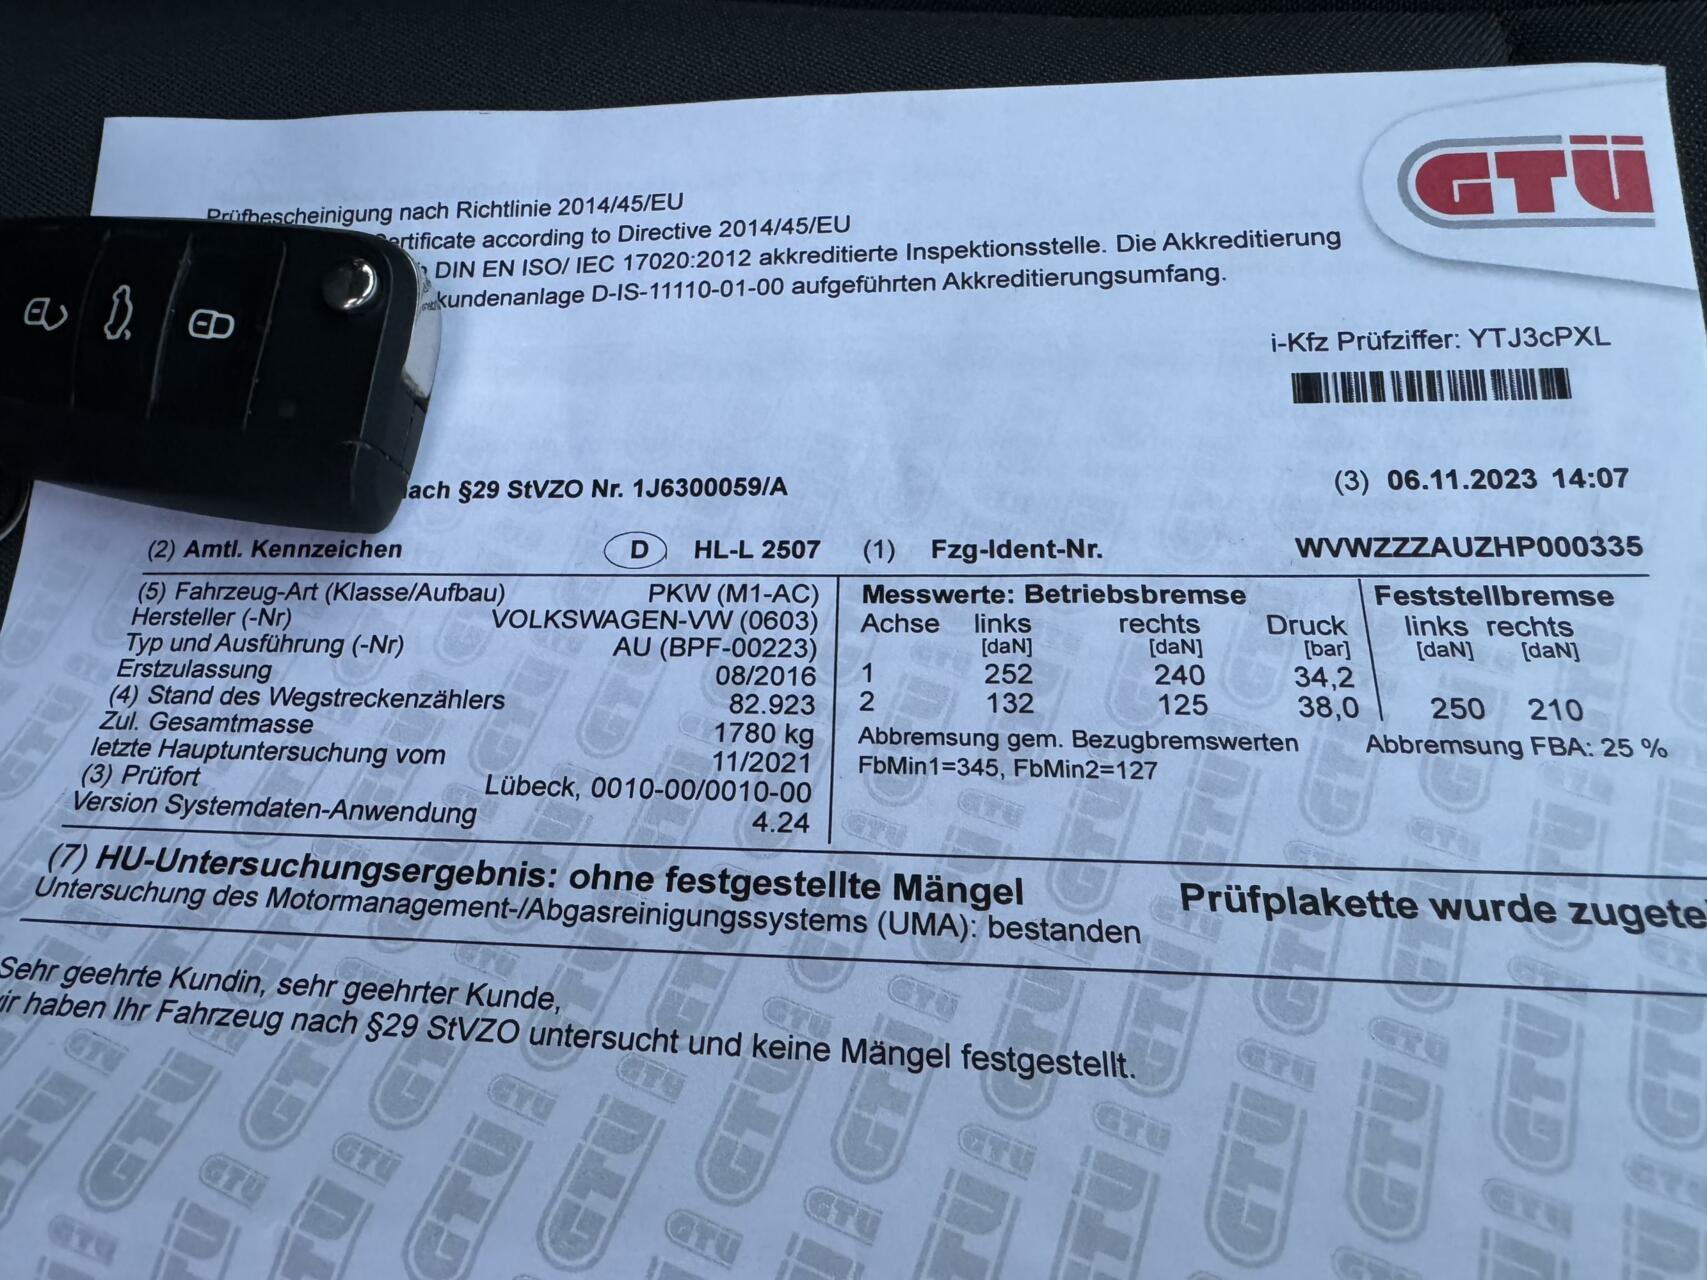 GTÜ
Prüfbescheinigung nach Richtlinie 2014/45/EU
ertificate according to Directive 2014/45/EU
DIN EN ISO/ IEC 17020:2012 akkreditierte Inspektionsstelle. Die Akkreditierung
kundenanlage D-IS-11110-01-00 aufgeführten Akkreditierungsumfang.
i-Kfz Prüfziffer: YTJ3cPXL
ach §29 StVZO Nr. 1J6300059/A (3) 06.11.2023 14:07
(2) Amtl. Kennzeichen D HL-L 2507 (1) Fzg-Ident-Nr. WVWZZZAUZHP000335
(5) Fahrzeug-Art (Klasse/Aufbau) PKW (M1-AC)
Hersteller (-Nr) VOLKSWAGEN-VW (0603)
Typ und Ausführung (-Nr) AU (BPF-00223)
Erstzulassung 08/2016
(4) Stand des Wegstreckenzählers 82.923
Zul. Gesamtmasse 1780 kg
letzte Hauptuntersuchung vom 11/2021
(3) Prüfort Lübeck, 0010-00/0010-00
Version Systemdaten-Anwendung 4.24
Messwerte: Betriebsbremse Feststellbremse
Achse links rechts Druck links rechts
[daN] [daN] [bar] [daN] [daN]
1 252 240 34,2
2 132 125 38,0 250 210
Abbremsung gem. Bezugbremswerten Abbremsung FBA: 25 %
FbMin1=345, FbMin2=127
(7) HU-Untersuchungsergebnis: ohne festgestellte Mängel Prüfplakette wurde zugete
Untersuchung des Motormanagement-/Abgasreinigungssystems (UMA): bestanden
Sehr geehrte Kundin, sehr geehrter Kunde,
ir haben Ihr Fahrzeug nach §29 StVZO untersucht und keine Mängel festgestellt.